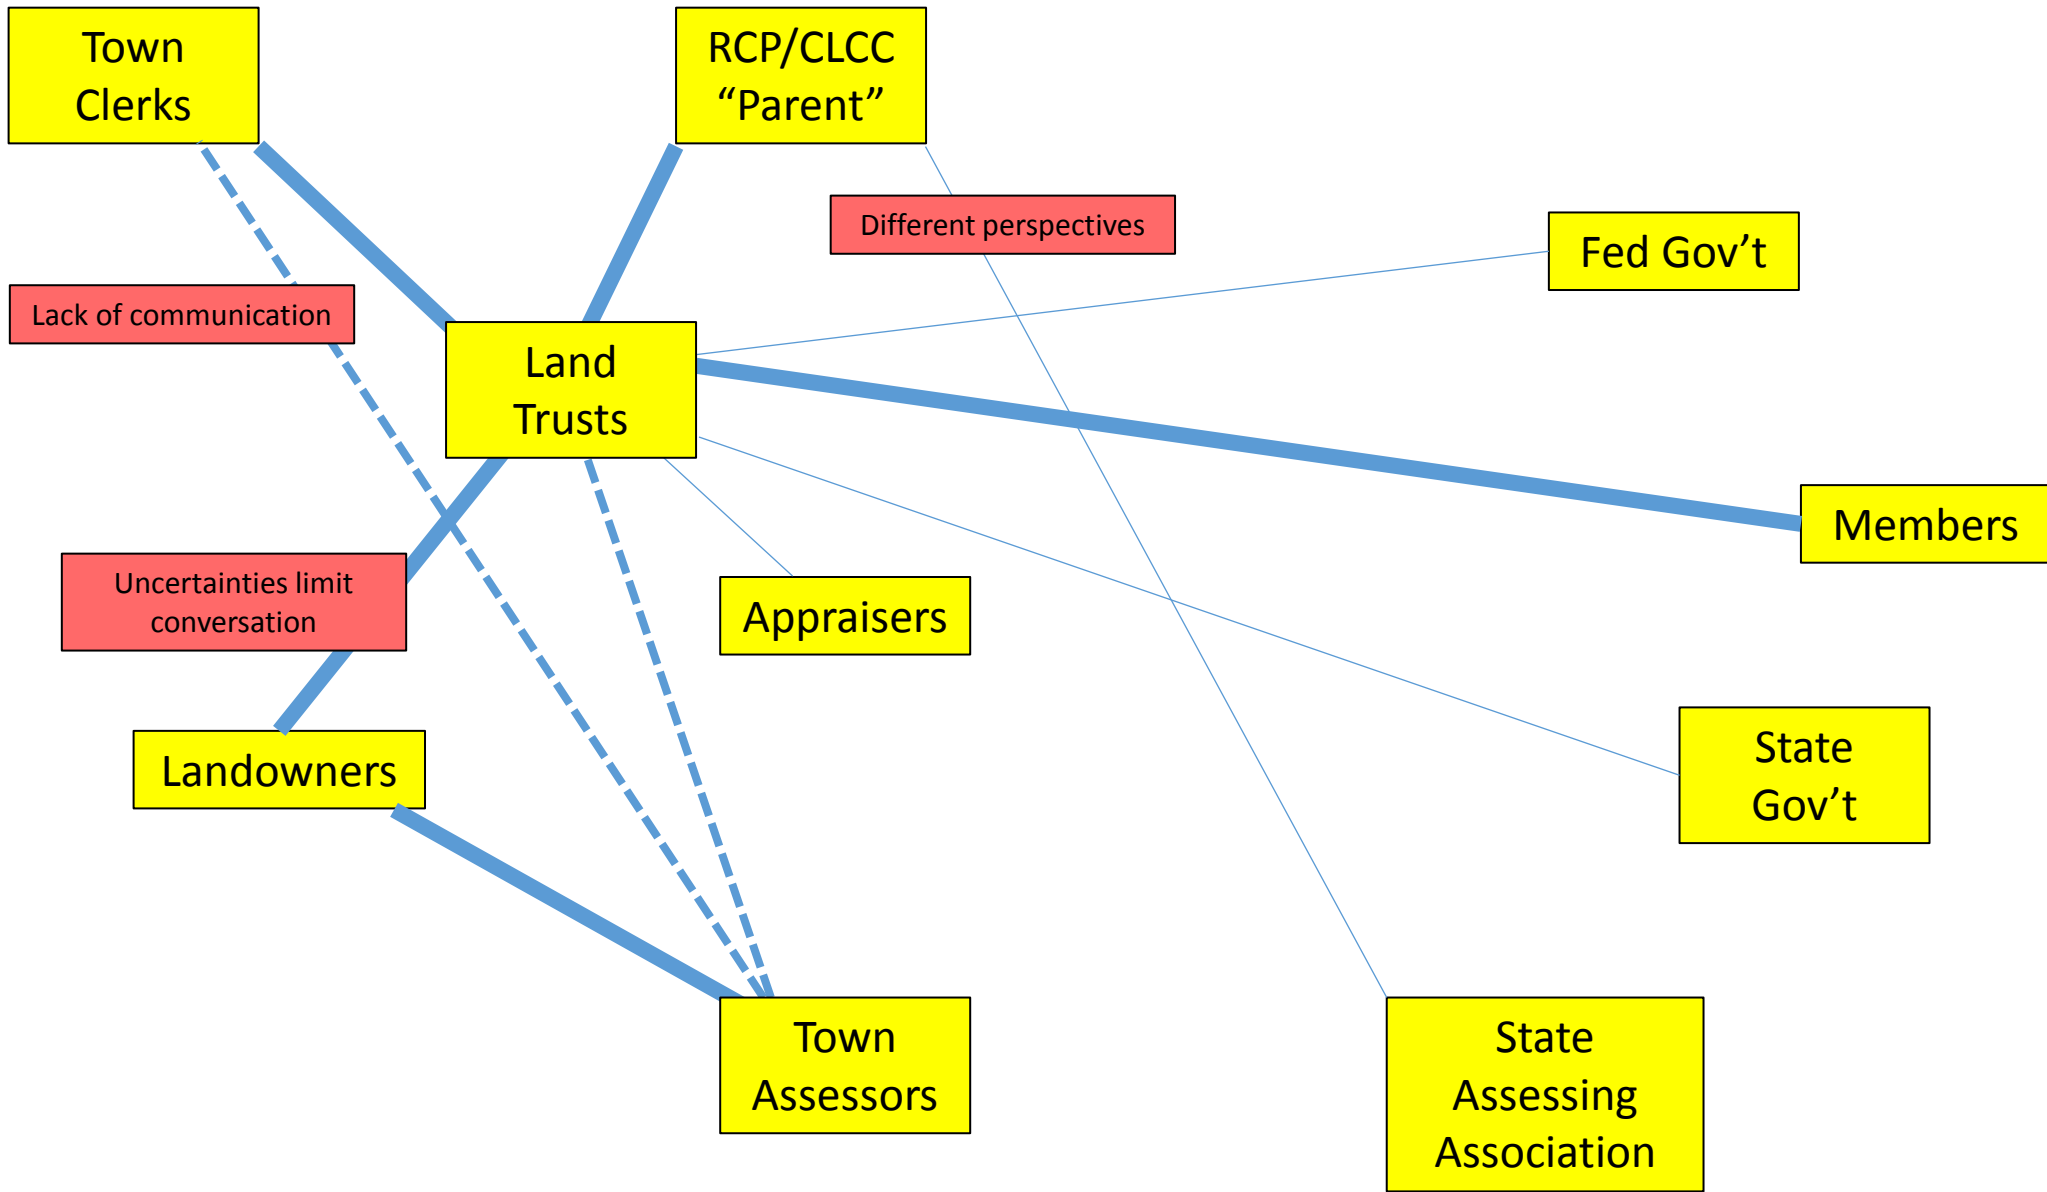 Town
Clerks
RCP/CLCC
“Parent”
Different perspectives
Fed Gov’t
Lack of communication
Land
Trusts
Members
Uncertainties limit
conversation
Appraisers
Landowners
State
Gov’t
Town
Assessors
State
Assessing
Association